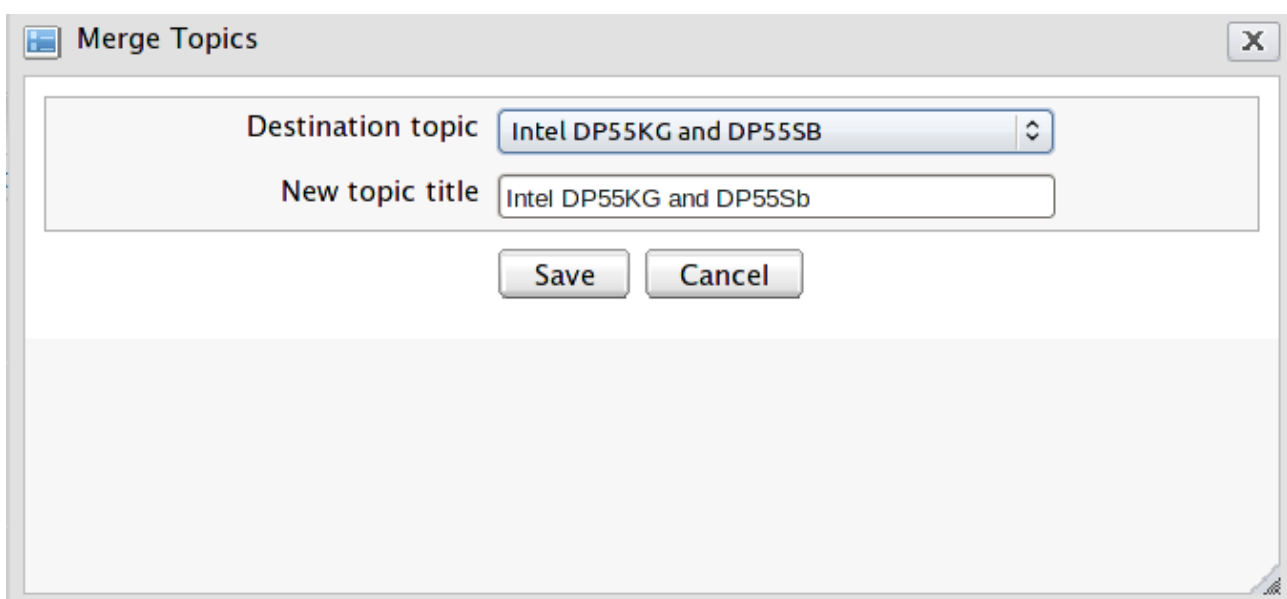 Merge Topics
Destination topic Intel DP55KG and DP55SB
New topic title Intel DP55KG and DP55Sb
Save Cancel